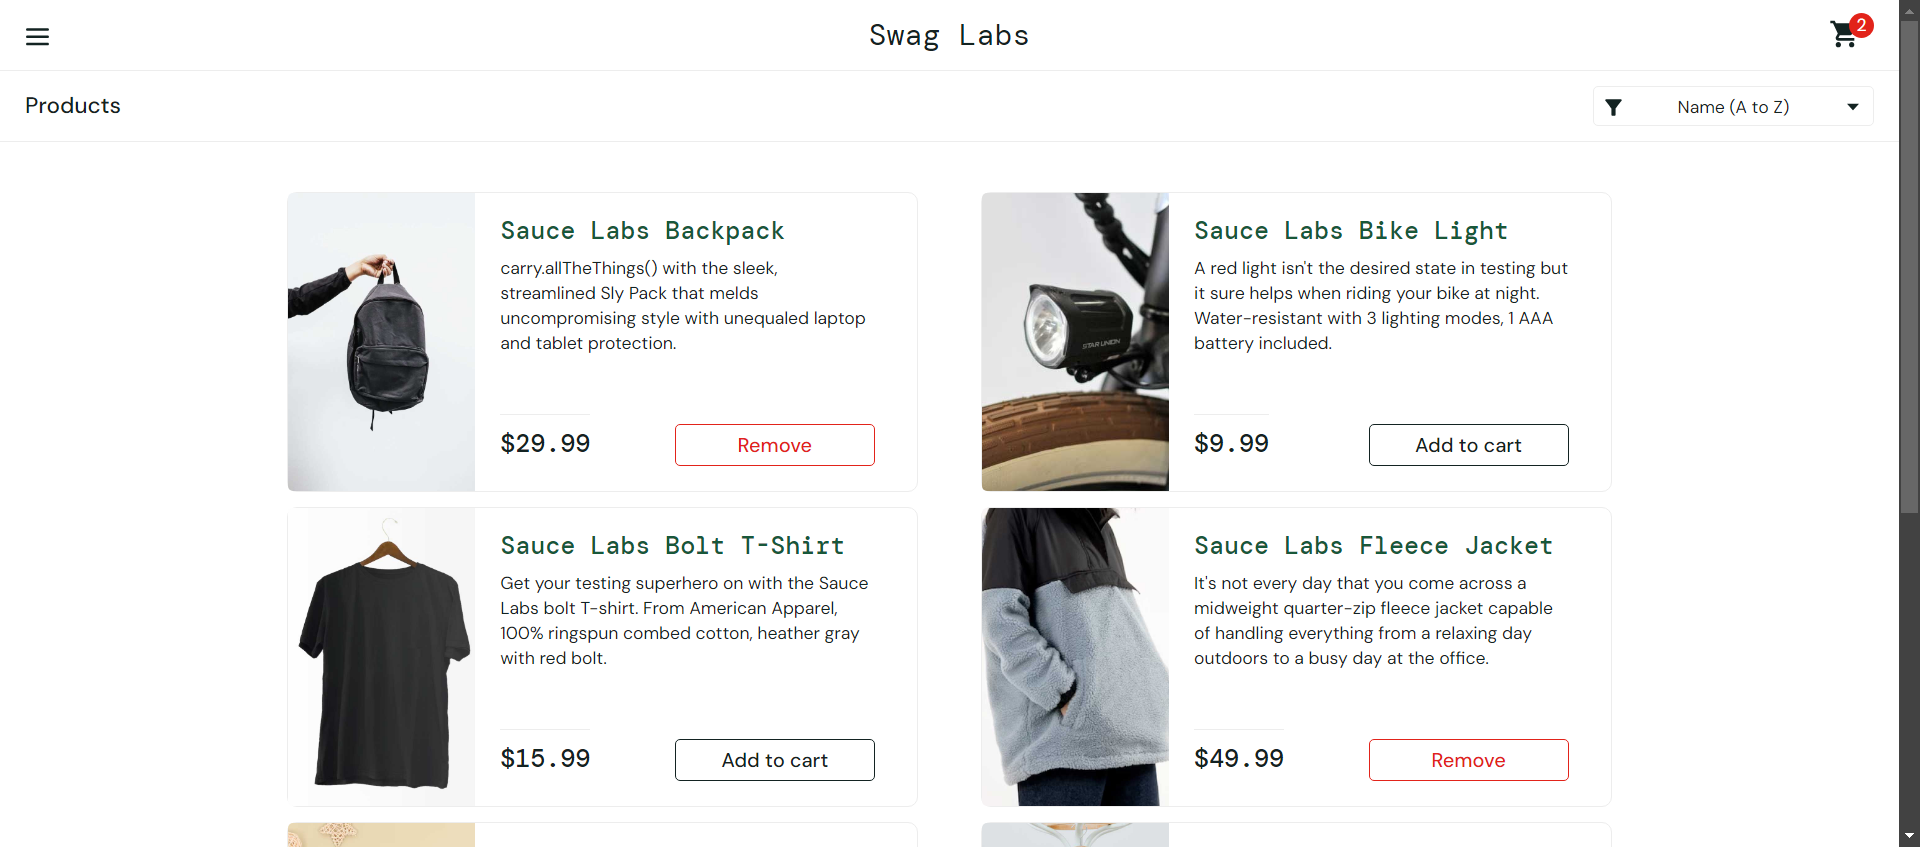 Swag Labs
2
Products
Name (A to Z)
Sauce Labs Backpack
carry.allTheThings() with the sleek,
streamlined Sly Pack that melds
uncompromising style with unequaled laptop
and tablet protection.
$29.99
Remove
Sauce Labs Bike Light
A red light isn't the desired state in testing but
it sure helps when riding your bike at night.
Water-resistant with 3 lighting modes, 1 AAA
battery included.
STAR UNION
$9.99
Add to cart
Sauce Labs Bolt T-Shirt
Get your testing superhero on with the Sauce
Labs bolt T-shirt. From American Apparel,
100% ringspun combed cotton, heather gray
with red bolt.
$15.99
Add to cart
Sauce Labs Fleece Jacket
It's not every day that you come across a
midweight quarter-zip fleece jacket capable
of handling everything from a relaxing day
outdoors to a busy day at the office.
$49.99
Remove